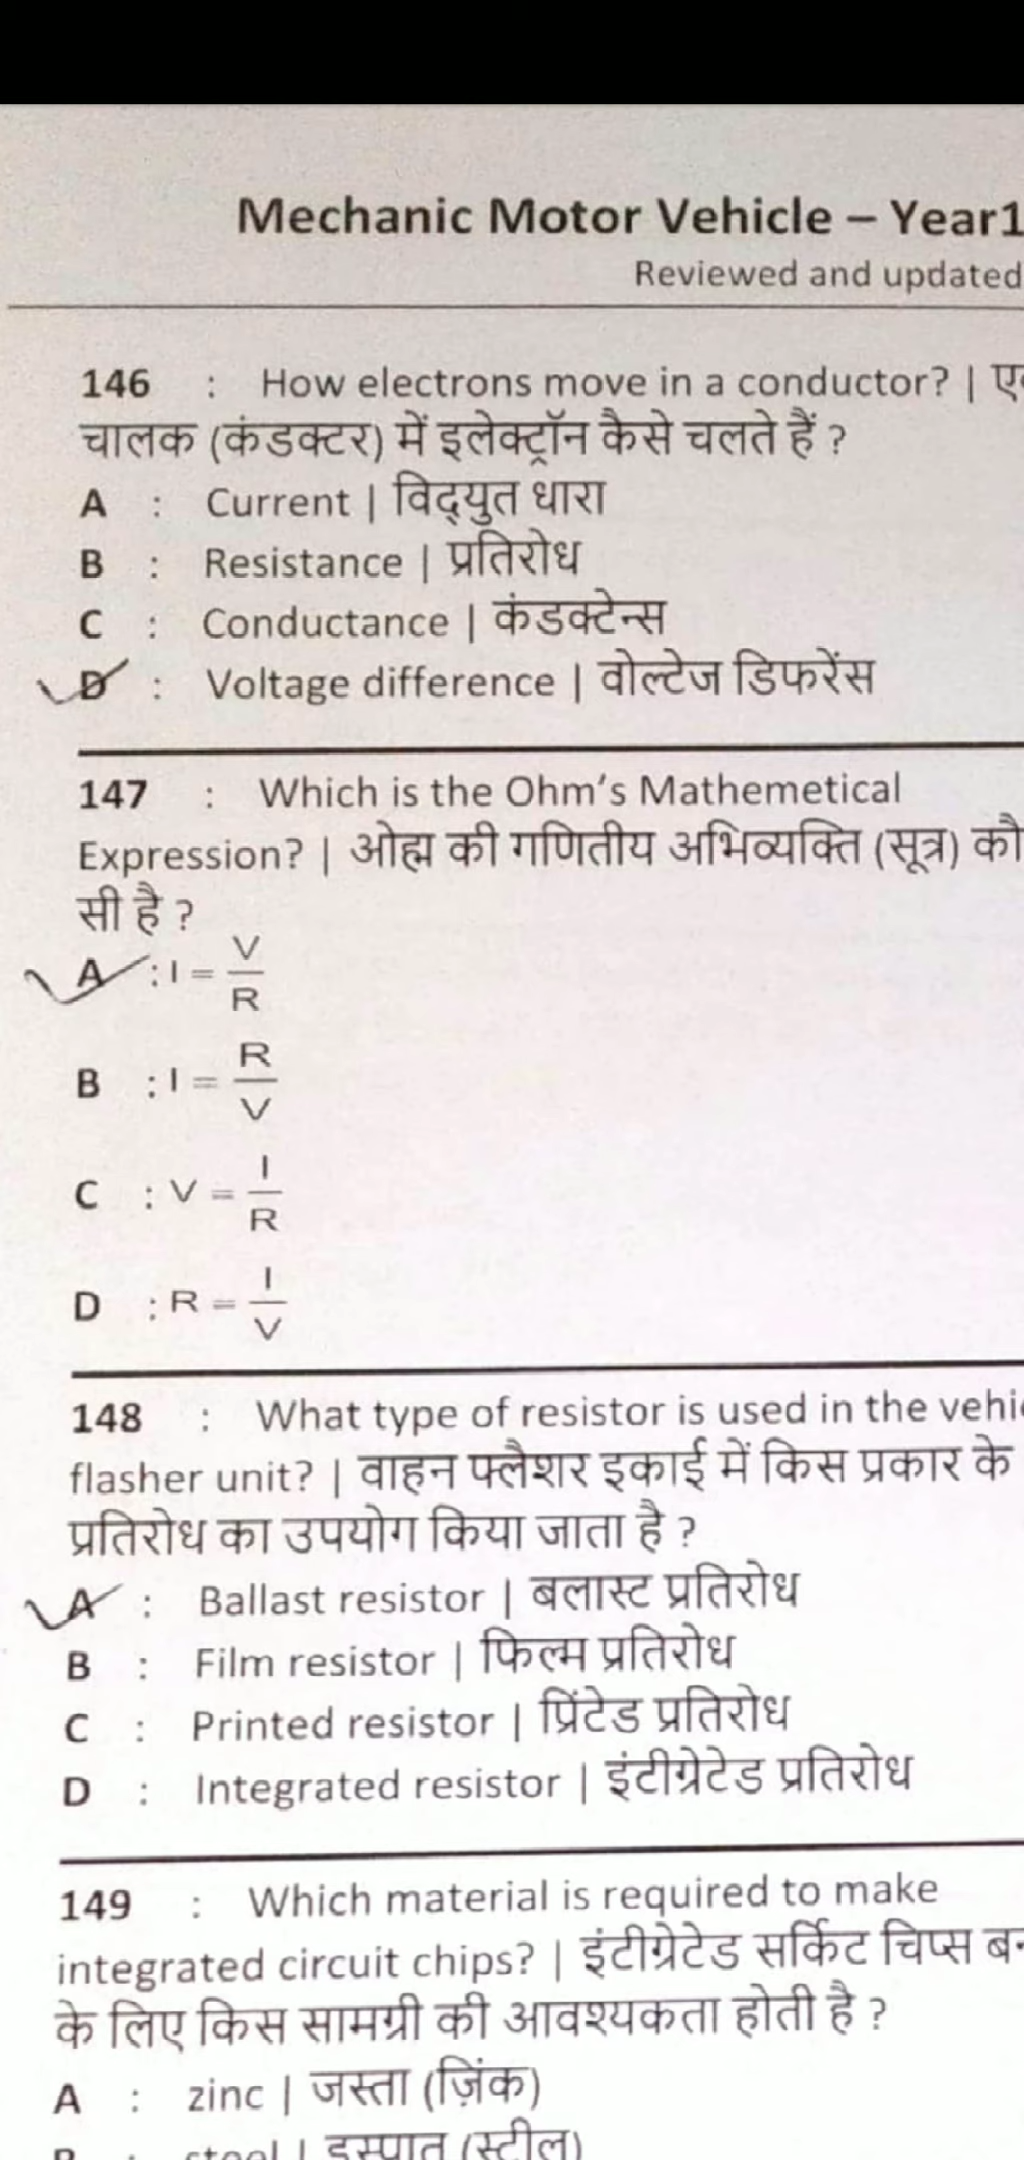 Mechanic Motor Vehicle – Year1
Reviewed and updated
146 : How electrons move in a conductor? |
चालक (कंडक्टर) में इलेक्ट्रॉन कैसे चलते हैं ?
A : Current | विद्युत धारा
B : Resistance | प्रतिरोध
C : Conductance | कंडक्टेन्स
D : Voltage difference | वोल्टेज डिफरेंस
147 : Which is the Ohm’s Mathemetical
Expression? | ओह्म की गणितीय अभिव्यक्ति (सूत्र) कौ
सी है ?
A : I = V/R
B : I = R/V
C : V = I/R
D : R = I/V
148 : What type of resistor is used in the
flasher unit? | वाहन फ्लैशर इकाई में किस प्रकार के
प्रतिरोध का उपयोग किया जाता है ?
A : Ballast resistor | बलास्ट प्रतिरोध
B : Film resistor | फिल्म प्रतिरोध
C : Printed resistor | प्रिंटेड प्रतिरोध
D : Integrated resistor | इंटीग्रेटेड प्रतिरोध
149 : Which material is required to make
integrated circuit chips? | इंटीग्रेटेड सर्किट चिप्स
के लिए किस सामग्री की आवश्यकता होती है ?
A : zinc | जस्ता (ज़िंक)
B : steel | इस्पात (स्टील)